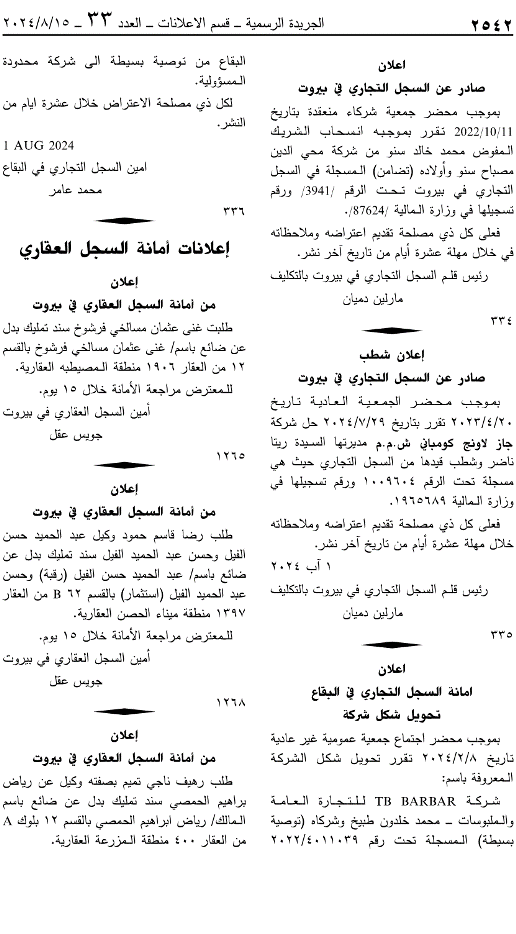 ٢٥٤٢
الجريدة الرسمية ــ قسم الاعلانات ــ العدد ٣٣ ــ ٢٠٢٤/٨/١٥
اعلان
صادر عن السجل التجاري في بيروت
بموجب محضر جمعية شركاء منعقدة بتاريخ
2022/10/11 تقرر بموجبه انسحاب الشريك
المفوض محمد خالد سنو من شركة محي الدين
مصباح سنو وأولاده (تضامن) المسجلة في السجل
التجاري في بيروت تحت الرقم /3941/ ورقم
تسجيلها في وزارة المالية /87624/.
فعلى كل ذي مصلحة تقديم اعتراضه وملاحظاته
في خلال مهلة عشرة أيام من تاريخ آخر نشر.
رئيس قلم السجل التجاري في بيروت بالتكليف
مارلين دميان
٣٣٤
إعلان شطب
صادر عن السجل التجاري في بيروت
بموجب محضر الجمعية العادية تاريخ
٢٠٢٣/٤/٢٠ تقرر بتاريخ ٢٠٢٤/٧/٢٩ حل شركة
جاز لاونج كومباني ش.م.م مديرتها السيدة ريتا
ناضر وشطب قيدها من السجل التجاري حيث هي
مسجلة تحت الرقم ١٠٠٩٦٠٤ ورقم تسجيلها في
وزارة المالية ١٩٦٥٦٨٩.
فعلى كل ذي مصلحة تقديم اعتراضه وملاحظاته
خلال مهلة عشرة أيام من تاريخ آخر نشر.
١ آب ٢٠٢٤
رئيس قلم السجل التجاري في بيروت بالتكليف
مارلين دميان
٣٣٥
اعلان
امانة السجل التجاري في البقاع
تحويل شكل شركة
بموجب محضر اجتماع جمعية عمومية غير عادية
تاريخ ٢٠٢٤/٢/٨ تقرر تحويل شكل الشركة
المعروفة باسم:
شركة TB BARBAR للتجارة العامة
والملبوسات ــ محمد خلدون طبيخ وشركاه (توصية
بسيطة) المسجلة تحت رقم ٢٠٢٢/٤٠١١٠٣٩
البقاع من توصية بسيطة الى شركة محدودة
المسؤولية.
لكل ذي مصلحة الاعتراض خلال عشرة ايام من
النشر.
1 AUG 2024
امين السجل التجاري في البقاع
محمد عامر
٣٣٦
إعلانات أمانة السجل العقاري
إعلان
من أمانة السجل العقاري في بيروت
طلبت غنى عثمان مسالخي فرشوخ سند تمليك بدل
عن ضائع باسم/ غنى عثمان مسالخي فرشوخ بالقسم
١٢ من العقار ١٩٠٦ منطقة المصيطبه العقارية.
للمعترض مراجعة الأمانة خلال ١٥ يوم.
أمين السجل العقاري في بيروت
جويس عقل
١٢٦٥
إعلان
من أمانة السجل العقاري في بيروت
طلب رضا قاسم حمود وكيل عبد الحميد حسن
الفيل وحسن عبد الحميد الفيل سند تمليك بدل عن
ضائع باسم/ عبد الحميد حسن الفيل (رقبة) وحسن
عبد الحميد الفيل (استثمار) بالقسم ٦٢ B من العقار
١٣٩٧ منطقة ميناء الحصن العقارية.
للمعترض مراجعة الأمانة خلال ١٥ يوم.
أمين السجل العقاري في بيروت
جويس عقل
١٢٦٨
إعلان
من أمانة السجل العقاري في بيروت
طلب رهيف ناجي تميم بصفته وكيل عن رياض
براهيم الحمصي سند تمليك بدل عن ضائع باسم
المالك/ رياض ابراهيم الحمصي بالقسم ١٢ بلوك A
من العقار ٤٠٠ منطقة المزرعة العقارية.